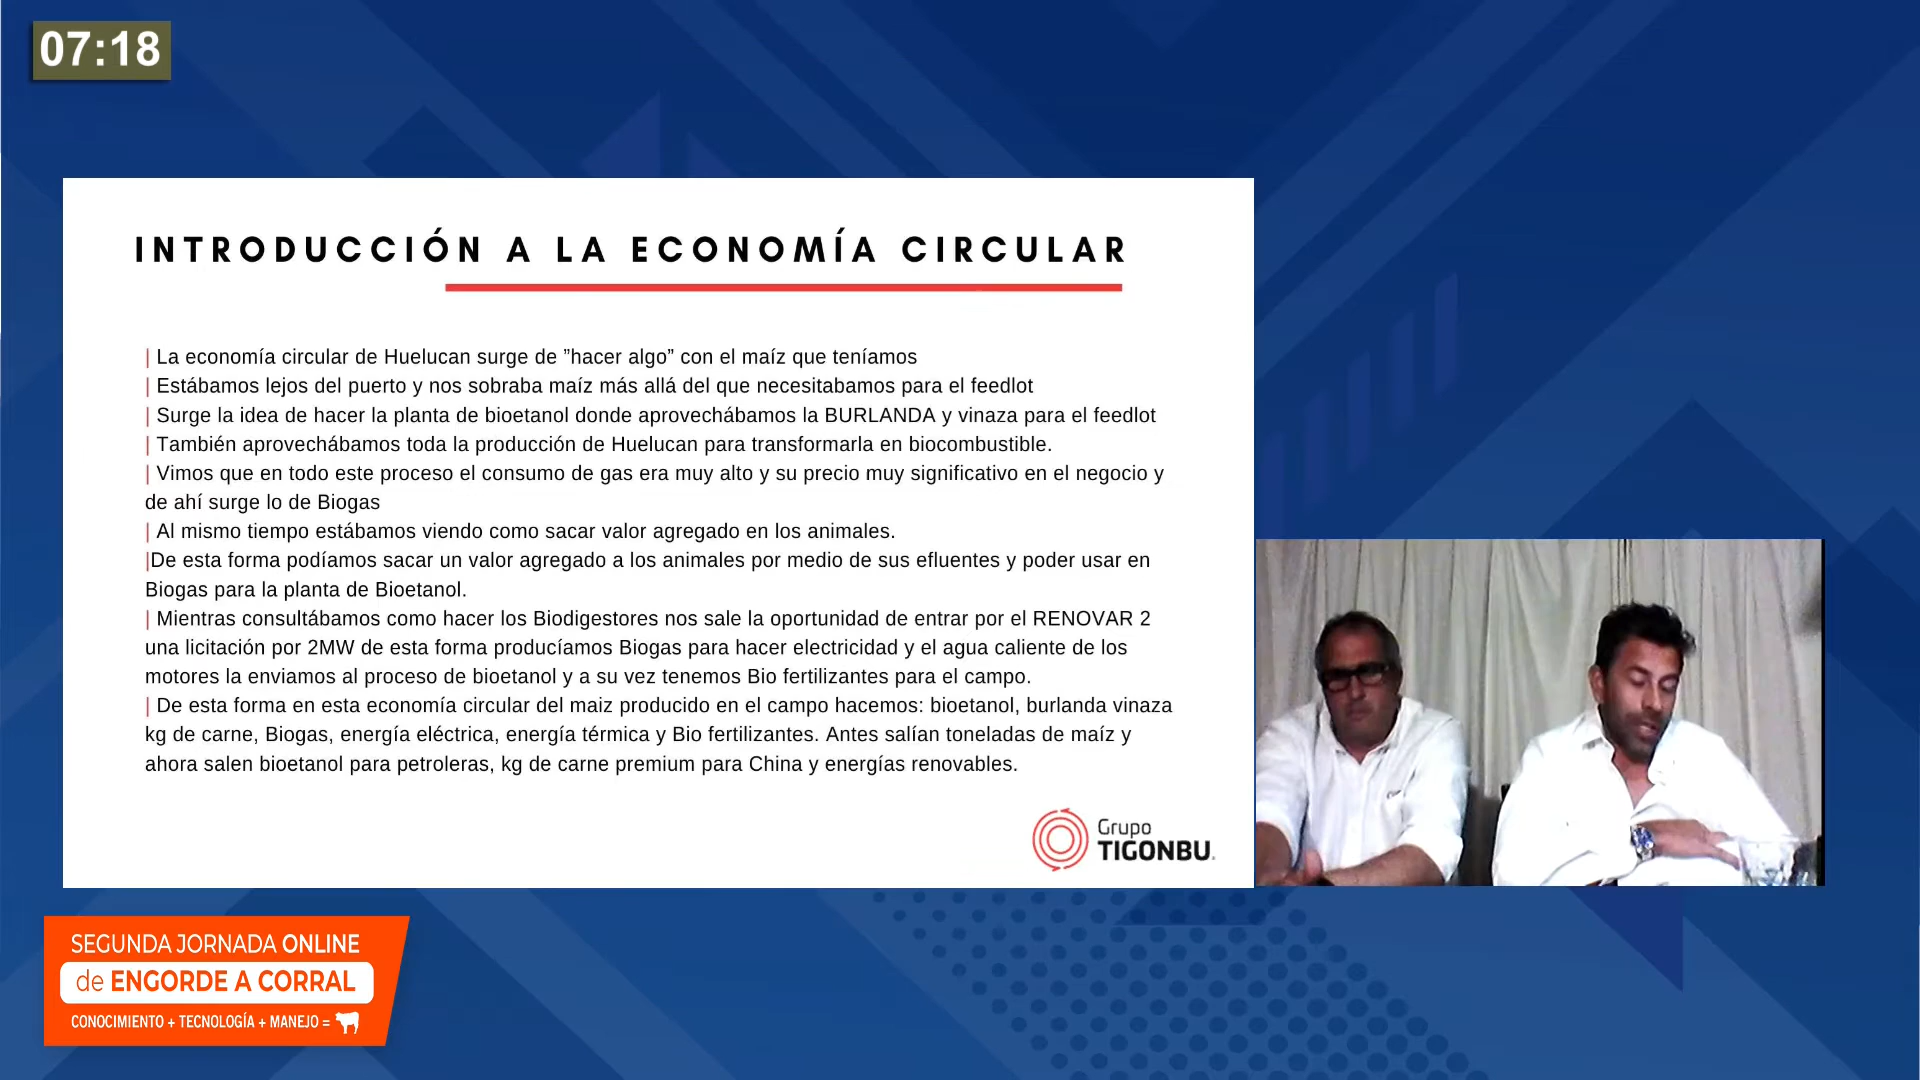 07:18
INTRODUCCIÓN A LA ECONOMÍA CIRCULAR
| La economía circular de Huelucan surge de ”hacer algo” con el maíz que teníamos
| Estábamos lejos del puerto y nos sobraba maíz más allá del que necesitabamos para el feedlot
| Surge la idea de hacer la planta de bioetanol donde aprovechábamos la BURLANDA y vinaza para el feedlot
| También aprovechábamos toda la producción de Huelucan para transformarla en biocombustible.
| Vimos que en todo este proceso el consumo de gas era muy alto y su precio muy significativo en el negocio y
de ahí surge lo de Biogas
| Al mismo tiempo estábamos viendo como sacar valor agregado en los animales.
|De esta forma podíamos sacar un valor agregado a los animales por medio de sus efluentes y poder usar en
Biogas para la planta de Bioetanol.
| Mientras consultábamos como hacer los Biodigestores nos sale la oportunidad de entrar por el RENOVAR 2
una licitación por 2MW de esta forma producíamos Biogas para hacer electricidad y el agua caliente de los
motores la enviamos al proceso de bioetanol y a su vez tenemos Bio fertilizantes para el campo.
| De esta forma en esta economía circular del maiz producido en el campo hacemos: bioetanol, burlanda vinaza
kg de carne, Biogas, energía eléctrica, energía térmica y Bio fertilizantes. Antes salían toneladas de maíz y
ahora salen bioetanol para petroleras, kg de carne premium para China y energías renovables.
Grupo
TIGONBU.
SEGUNDA JORNADA ONLINE
de ENGORDE A CORRAL
CONOCIMIENTO + TECNOLOGÍA + MANEJO =